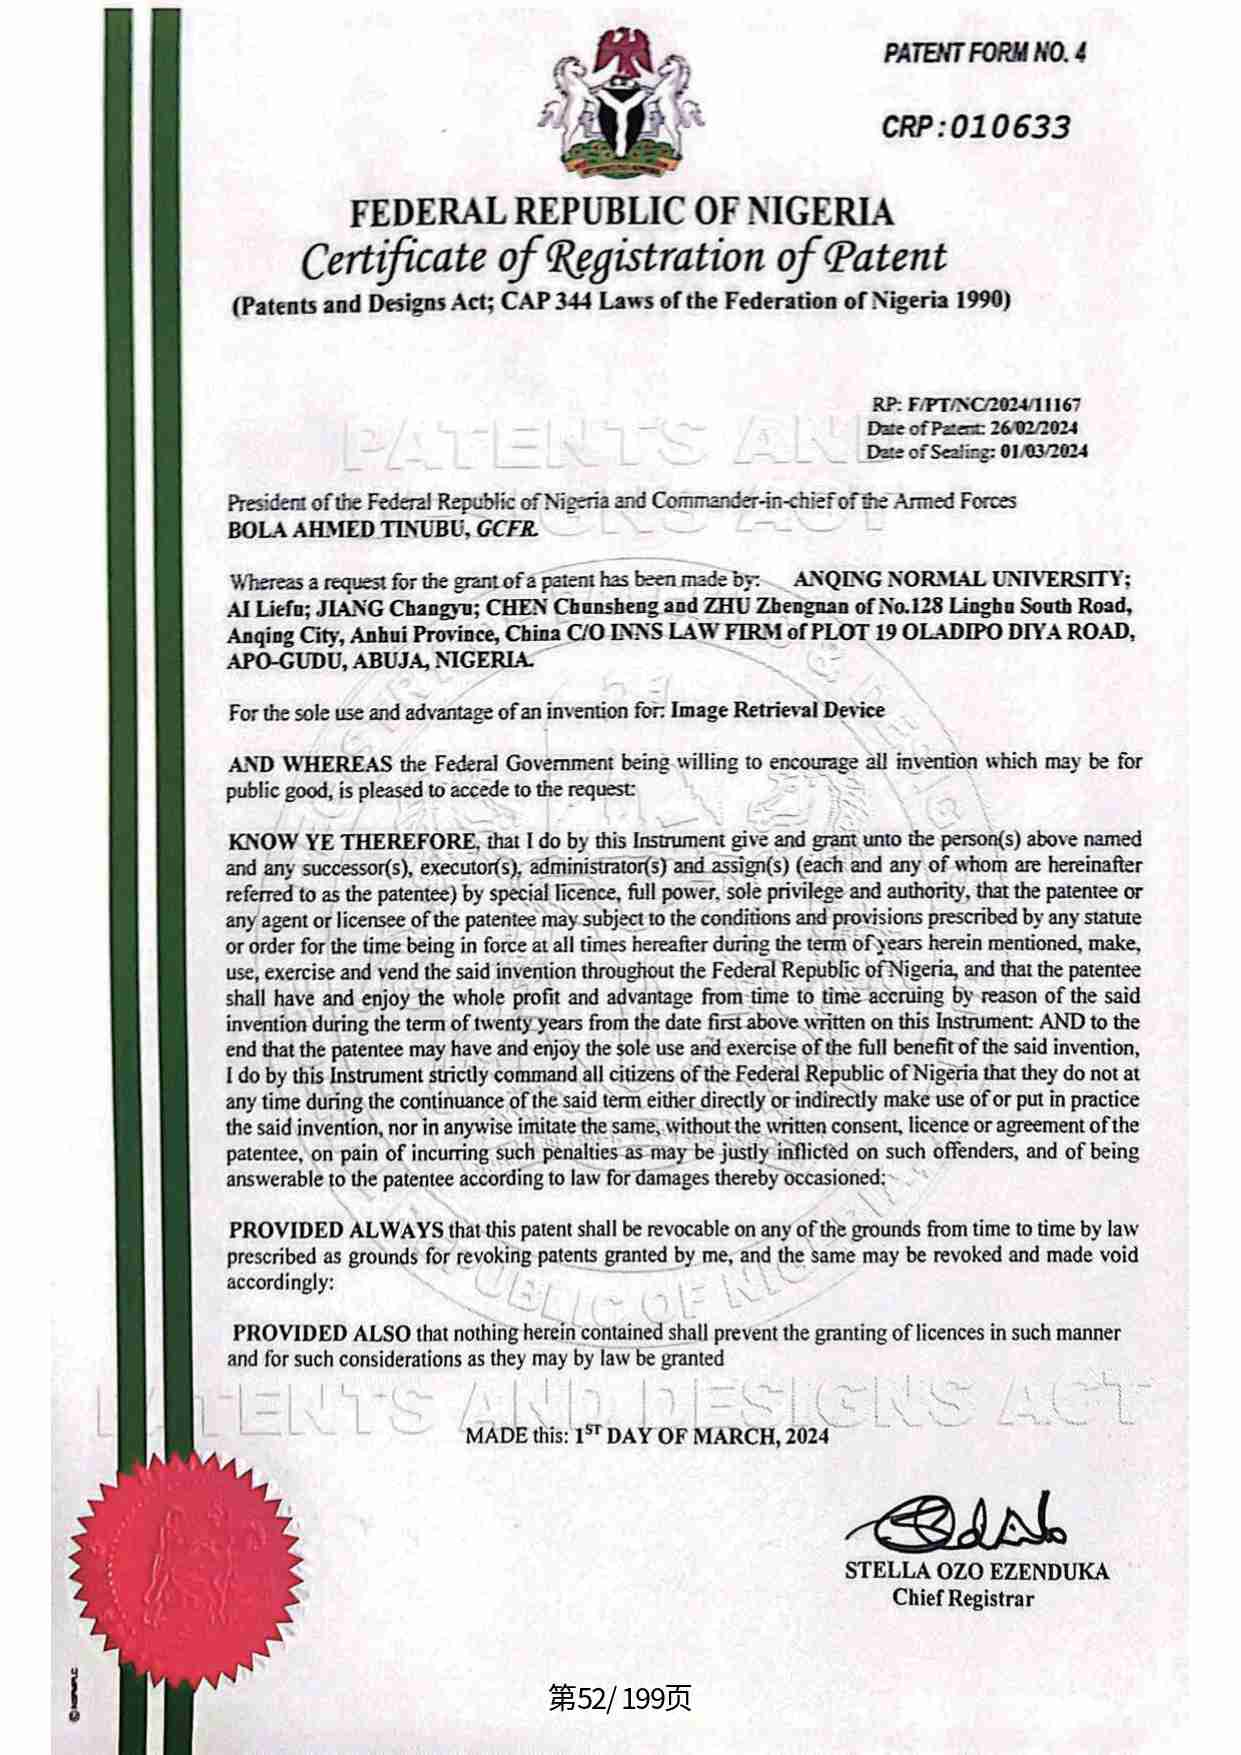 PATENT FORM NO. 4
CRP:010633
FEDERAL REPUBLIC OF NIGERIA
Certificate of Registration of Patent
(Patents and Designs Act; CAP 344 Laws of the Federation of Nigeria 1990)
RP: F/PT/NC/2024/11167
Date of Patent: 26/02/2024
Date of Sealing: 01/03/2024
PATENTS AND
DESIGNS ACT
President of the Federal Republic of Nigeria and Commander-in-chief of the Armed Forces
BOLA AHMED TINUBU, GCFR.
Whereas a request for the grant of a patent has been made by: ANQING NORMAL UNIVERSITY;
AI Liefu; JIANG Changyu; CHEN Chunsheng and ZHU Zhengnan of No.128 Linghu South Road,
Anqing City, Anhui Province, China C/O INNS LAW FIRM of PLOT 19 OLADIPO DIYA ROAD,
APO-GUDU, ABUJA, NIGERIA.
For the sole use and advantage of an invention for: Image Retrieval Device
AND WHEREAS the Federal Government being willing to encourage all invention which may be for
public good, is pleased to accede to the request:
KNOW YE THEREFORE, that I do by this Instrument give and grant unto the person(s) above named
and any successor(s), executor(s), administrator(s) and assign(s) (each and any of whom are hereinafter
referred to as the patentee) by special licence, full power, sole privilege and authority, that the patentee or
any agent or licensee of the patentee may subject to the conditions and provisions prescribed by any statute
or order for the time being in force at all times hereafter during the term of years herein mentioned, make,
use, exercise and vend the said invention throughout the Federal Republic of Nigeria, and that the patentee
shall have and enjoy the whole profit and advantage from time to time accruing by reason of the said
invention during the term of twenty years from the date first above written on this Instrument: AND to the
end that the patentee may have and enjoy the sole use and exercise of the full benefit of the said invention,
I do by this Instrument strictly command all citizens of the Federal Republic of Nigeria that they do not at
any time during the continuance of the said term either directly or indirectly make use of or put in practice
the said invention, nor in anywise imitate the same, without the written consent, licence or agreement of the
patentee, on pain of incurring such penalties as may be justly inflicted on such offenders, and of being
answerable to the patentee according to law for damages thereby occasioned:
PROVIDED ALWAYS that this patent shall be revocable on any of the grounds from time to time by law
prescribed as grounds for revoking patents granted by me, and the same may be revoked and made void
accordingly:
PROVIDED ALSO that nothing herein contained shall prevent the granting of licences in such manner
and for such considerations as they may by law be granted
PATENTS AND DESIGNS ACT
MADE this: 1ST DAY OF MARCH, 2024
STELLA OZO EZENDUKA
Chief Registrar
第52/199页